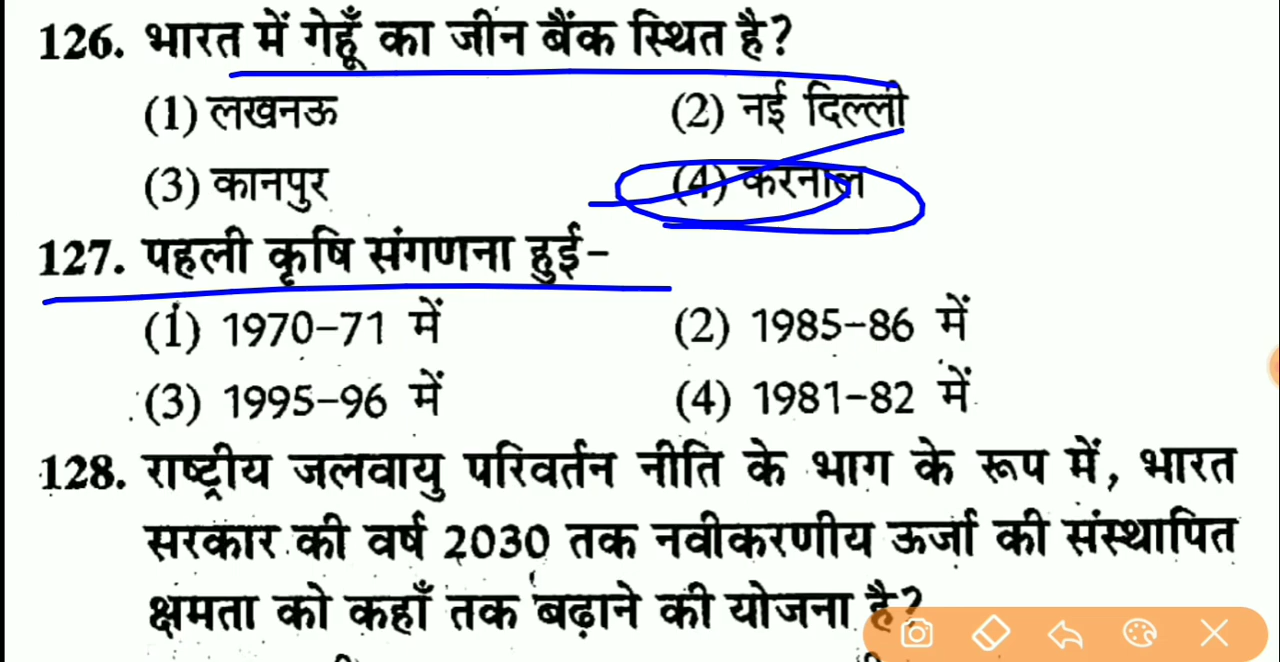 126. भारत में गेहूँ का जीन बैंक स्थित है?
(1) लखनऊ (2) नई दिल्ली
(3) कानपुर (4) करनाल
127. पहली कृषि संगणना हुई-
(1) 1970-71 में (2) 1985-86 में
(3) 1995-96 में (4) 1981-82 में
128. राष्ट्रीय जलवायु परिवर्तन नीति के भाग के रूप में, भारत
सरकार की वर्ष 2030 तक नवीकरणीय ऊर्जा की संस्थापित
क्षमता को कहाँ तक बढ़ाने की योजना है?